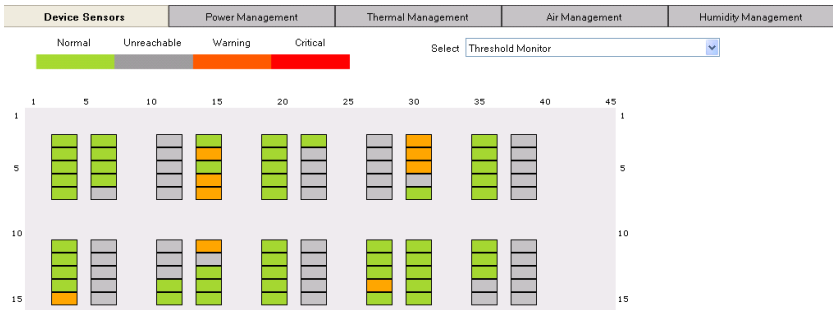 Device Sensors Power Management Thermal Management Air Management Humidity Management
Normal Unreachable Warning Critical
Select Threshold Monitor
1 5 10 15 20 25 30 35 40 45
1 1
5 5
10 10
15 15